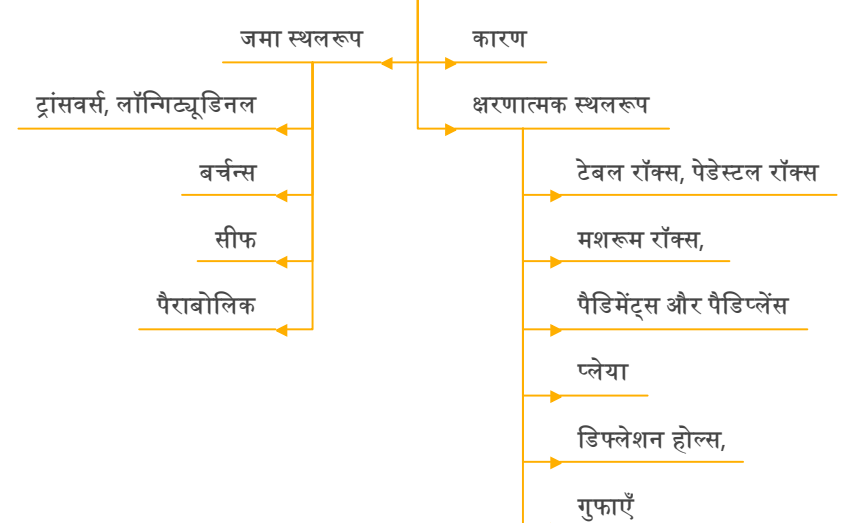 जमा स्थलरूप
ट्रांसवर्स, लॉन्गिट्यूडिनल
बर्चन्स
सीफ
पैराबोलिक
कारण
क्षरणात्मक स्थलरूप
टेबल रॉक्स, पेडेस्टल रॉक्स
मशरूम रॉक्स,
पैडिमेंट्स और पैडिप्लेंस
प्लेया
डिफ्लेशन होल्स,
गुफाएँ